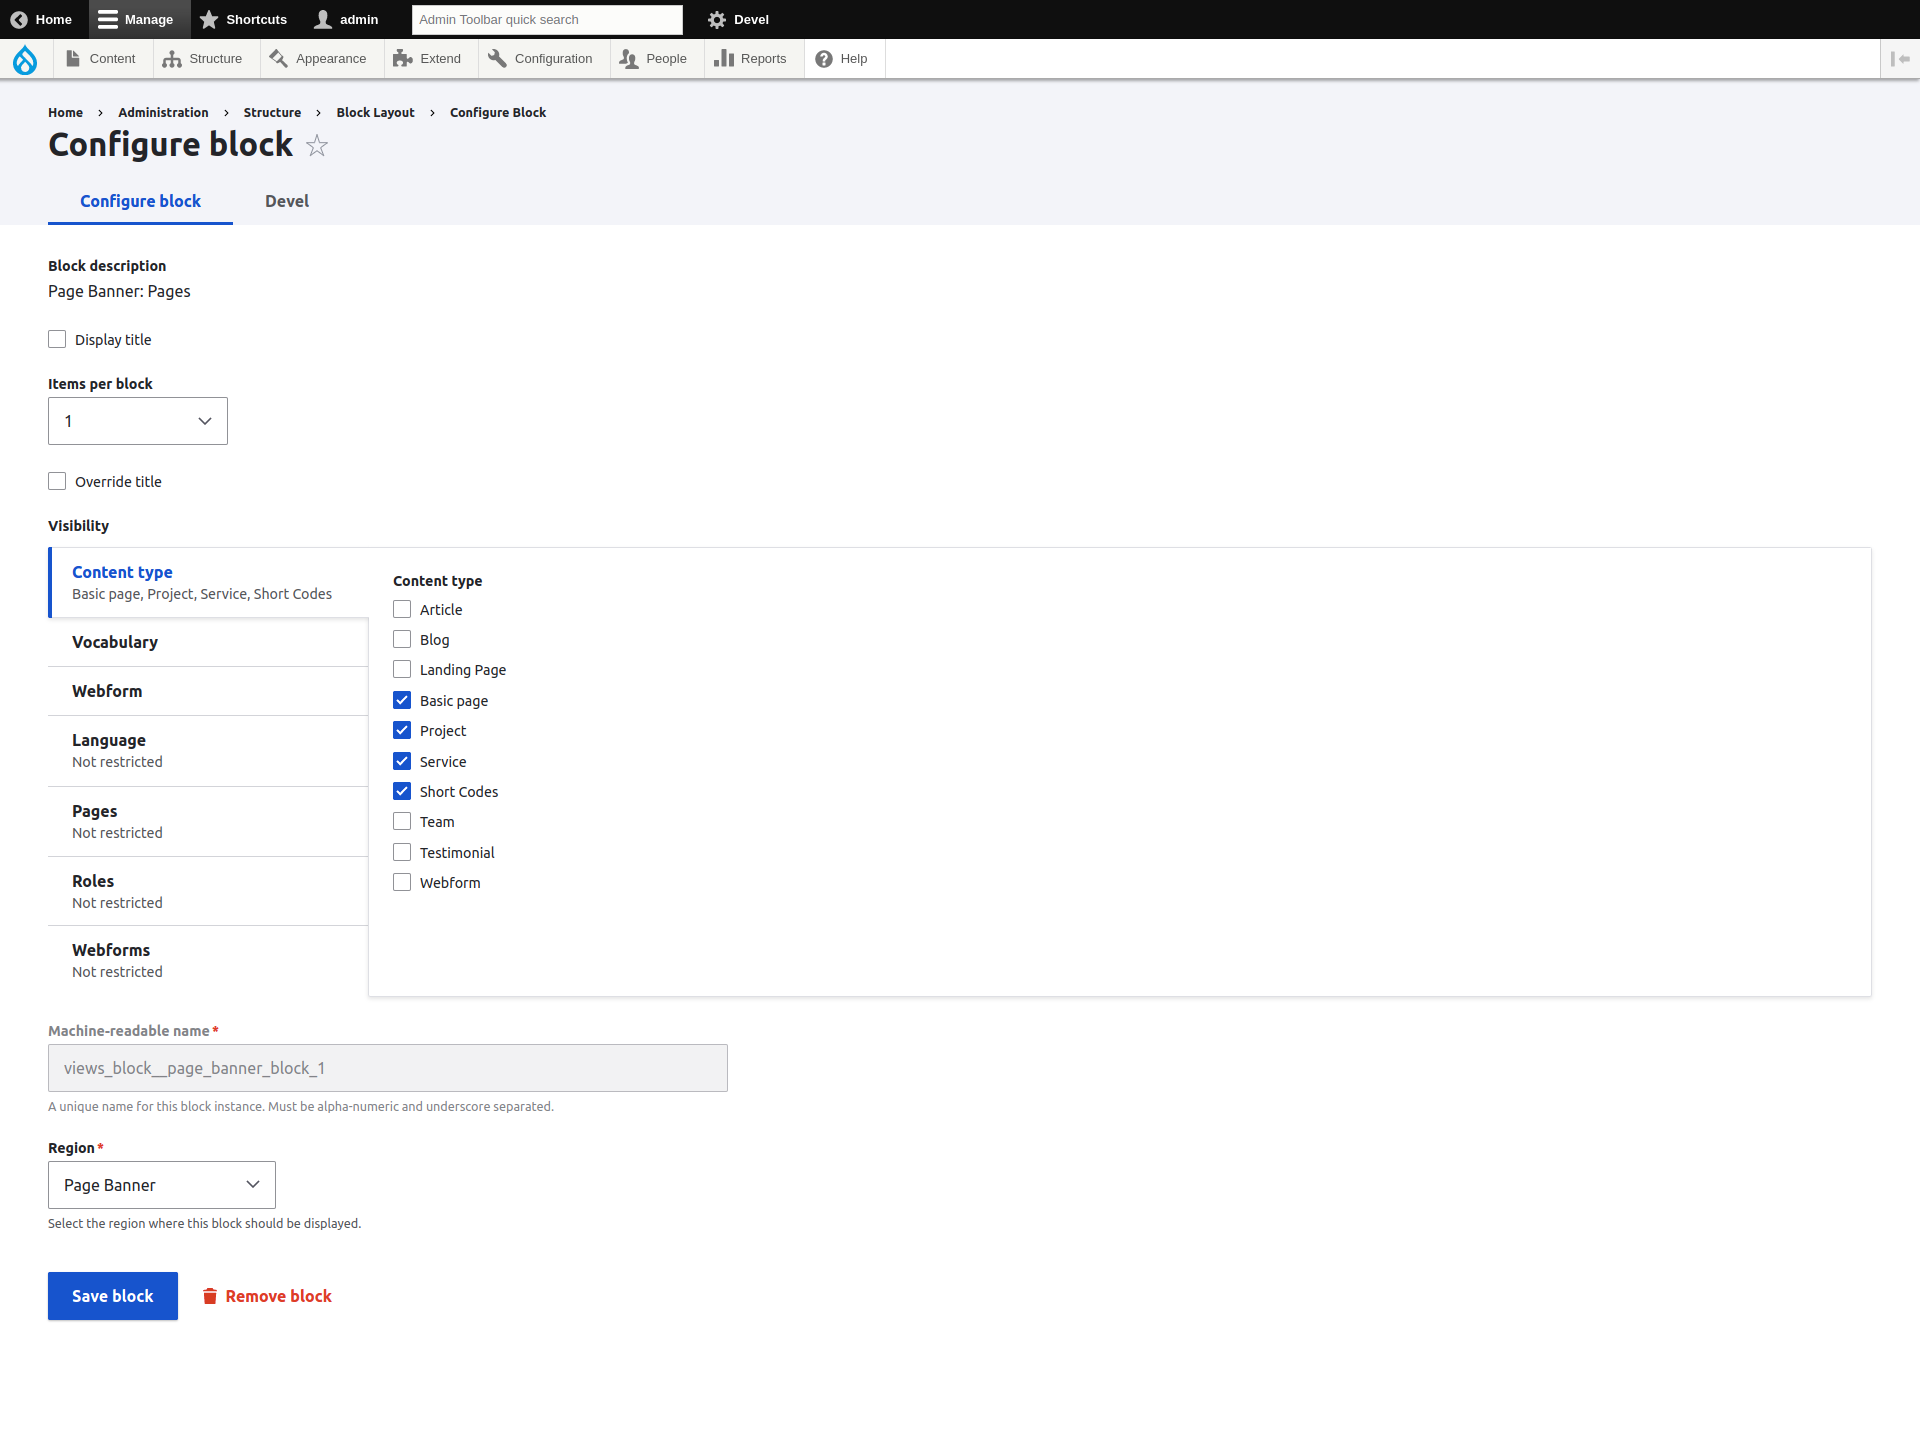 Home Manage Shortcuts admin Admin Toolbar quick search Devel
Content Structure Appearance Extend Configuration People Reports Help
Home › Administration › Structure › Block Layout › Configure Block
Configure block
Configure block Devel
Block description
Page Banner: Pages
Display title
Items per block
1
Override title
Visibility
Content type
Basic page, Project, Service, Short Codes
Vocabulary
Webform
Language
Not restricted
Pages
Not restricted
Roles
Not restricted
Webforms
Not restricted
Content type
Article
Blog
Landing Page
Basic page
Project
Service
Short Codes
Team
Testimonial
Webform
Machine-readable name*
views_block__page_banner_block_1
A unique name for this block instance. Must be alpha-numeric and underscore separated.
Region*
Page Banner
Select the region where this block should be displayed.
Save block Remove block